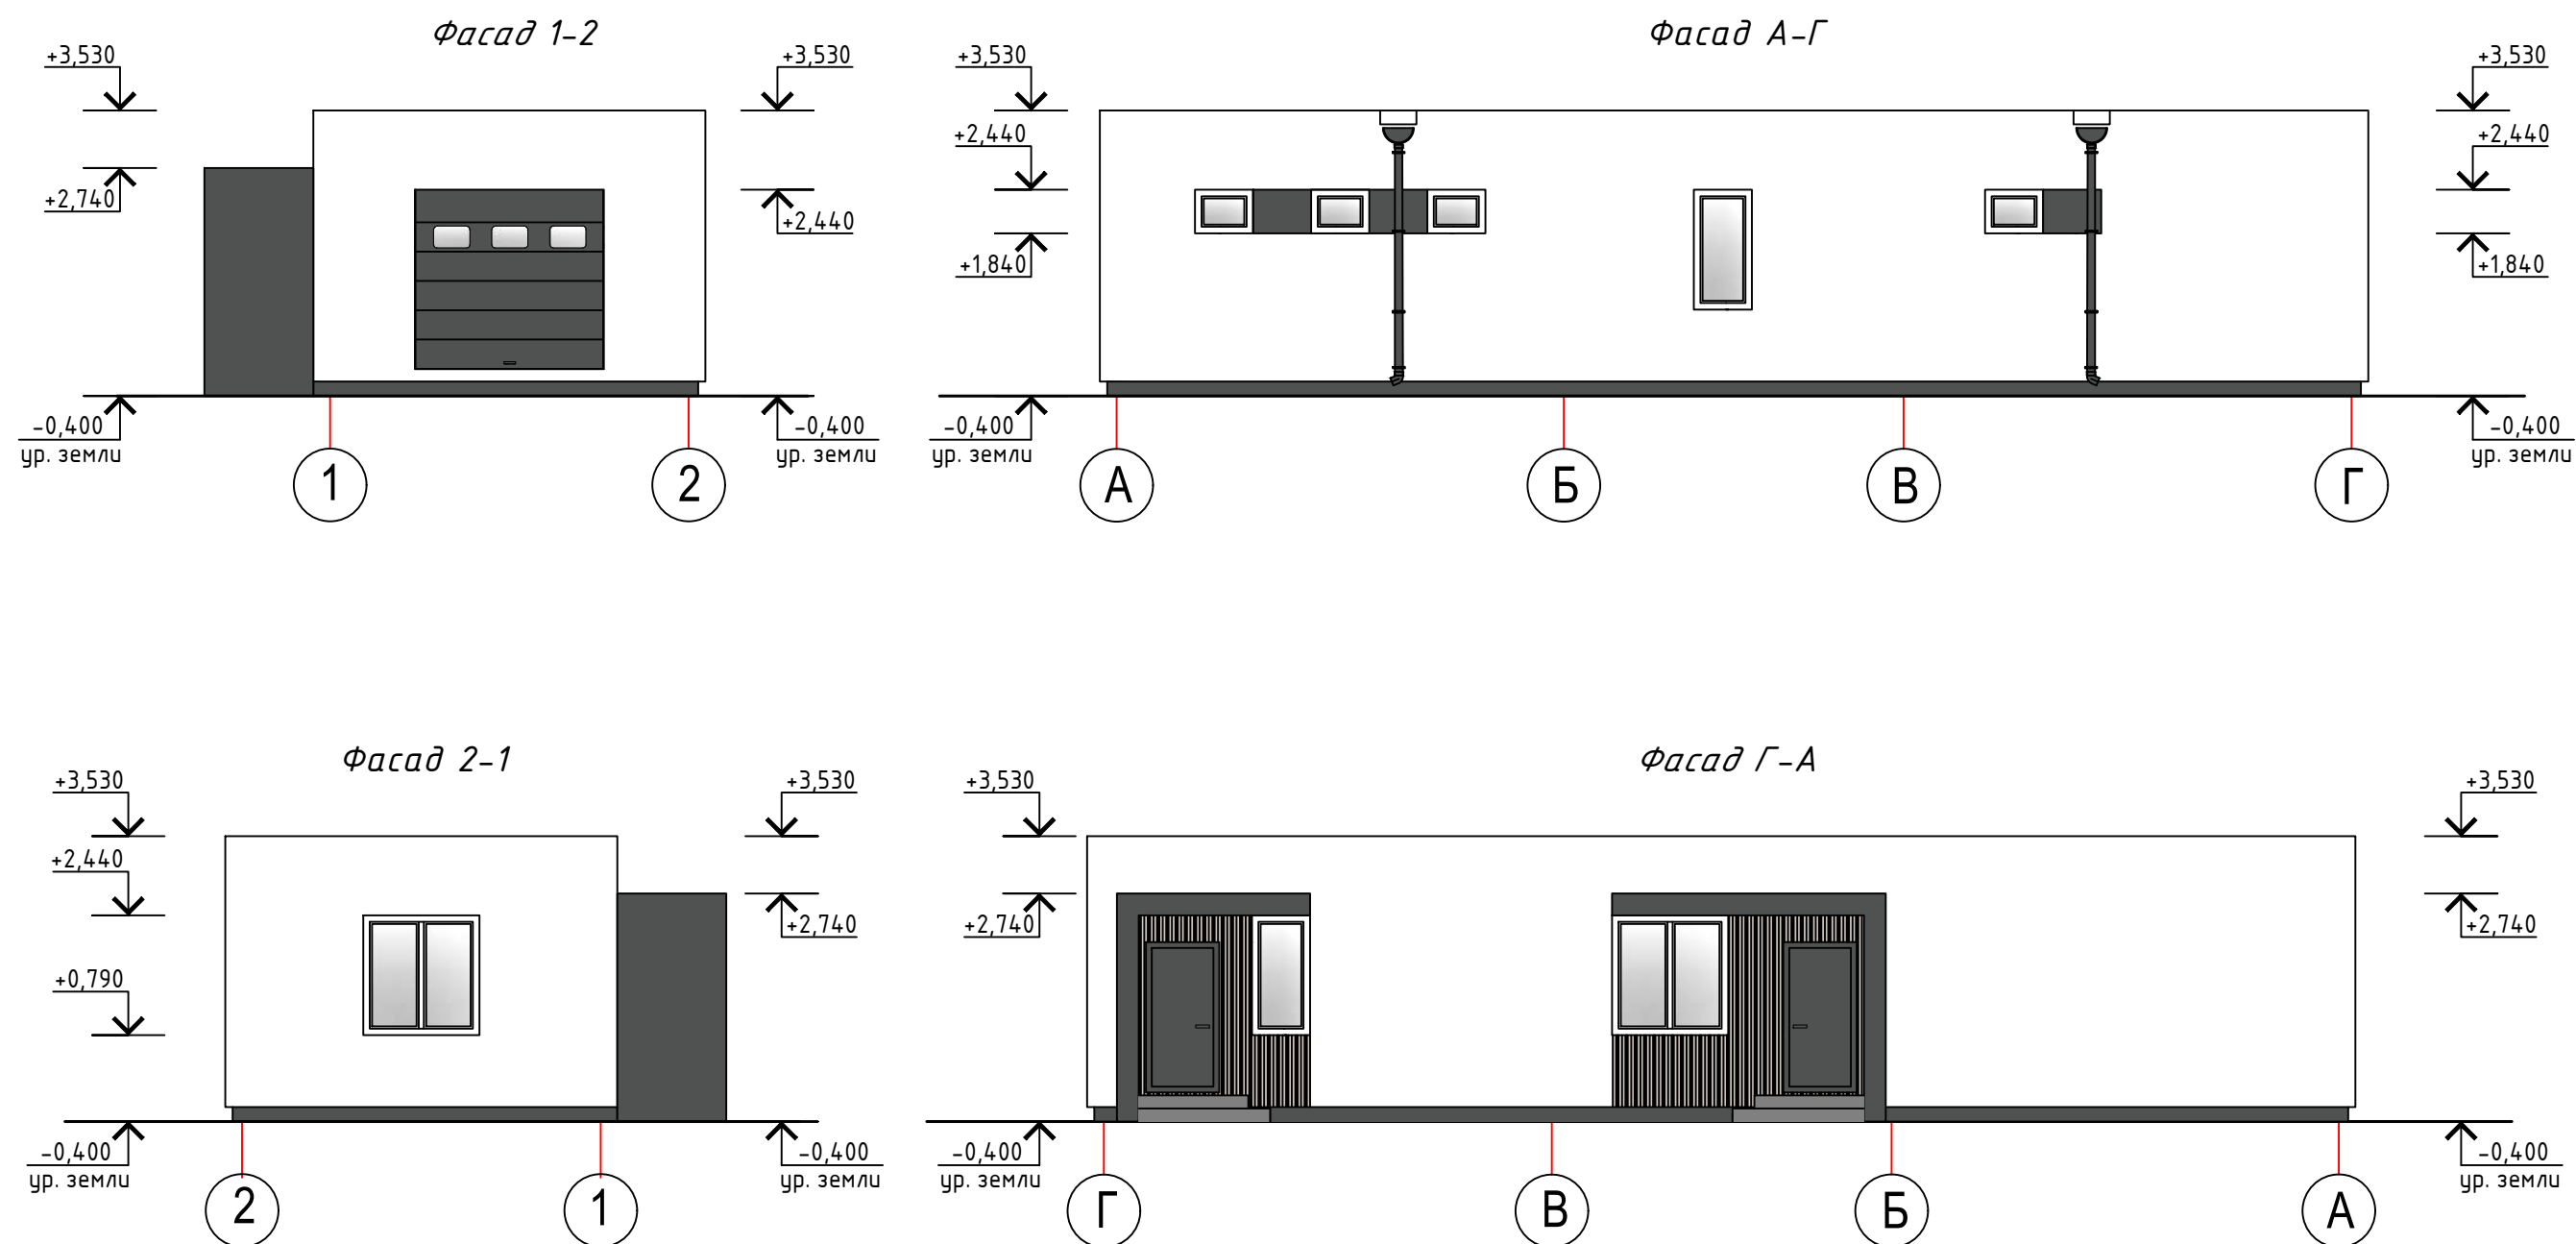 Фасад 1-2
+3,530
+3,530
+2,740
+2,440
-0,400
ур. земли
-0,400
ур. земли
1
2
Фасад А-Г
+3,530
+3,530
+2,440
+2,440
+1,840
+1,840
-0,400
ур. земли
-0,400
ур. земли
А
Б
В
Г
Фасад 2-1
+3,530
+3,530
+2,440
+2,740
+0,790
-0,400
ур. земли
-0,400
ур. земли
2
1
Фасад Г-А
+3,530
+3,530
+2,740
+2,740
-0,400
ур. земли
-0,400
ур. земли
Г
В
Б
А